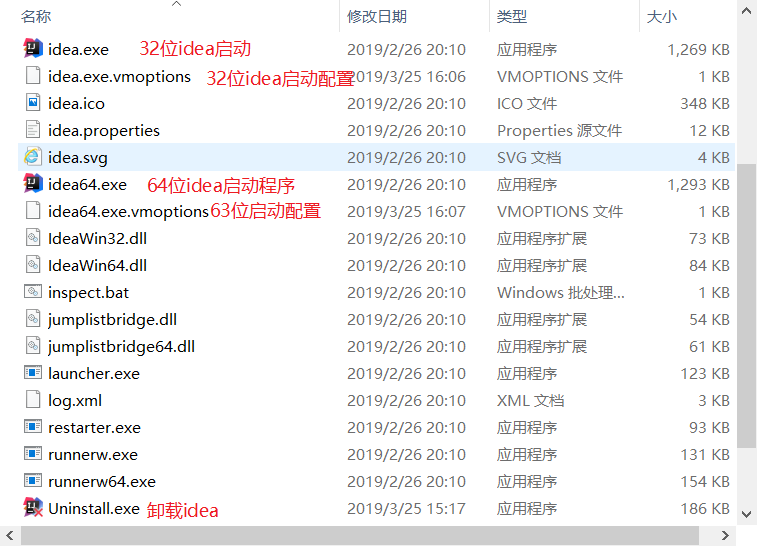 名称 修改日期 类型 大小
idea.exe 32位idea启动 2019/2/26 20:10 应用程序 1,269 KB
idea.exe.vmoptions 32位idea启动配置 2019/3/25 16:06 VMOPTIONS 文件 1 KB
idea.ico 2019/2/26 20:10 ICO 文件 348 KB
idea.properties 2019/2/26 20:10 Properties 源文件 12 KB
idea.svg 2019/2/26 20:10 SVG 文档 4 KB
idea64.exe 64位idea启动程序 2019/2/26 20:10 应用程序 1,293 KB
idea64.exe.vmoptions 63位启动配置 2019/3/25 16:07 VMOPTIONS 文件 1 KB
IdeaWin32.dll 2019/2/26 20:10 应用程序扩展 73 KB
IdeaWin64.dll 2019/2/26 20:10 应用程序扩展 84 KB
inspect.bat 2019/2/26 20:10 Windows 批处理... 1 KB
jumplistbridge.dll 2019/2/26 20:10 应用程序扩展 54 KB
jumplistbridge64.dll 2019/2/26 20:10 应用程序扩展 61 KB
launcher.exe 2019/2/26 20:10 应用程序 123 KB
log.xml 2019/2/26 20:10 XML 文档 3 KB
restarter.exe 2019/2/26 20:10 应用程序 93 KB
runnerw.exe 2019/2/26 20:10 应用程序 131 KB
runnerw64.exe 2019/2/26 20:10 应用程序 154 KB
Uninstall.exe 卸载idea 2019/3/25 15:17 应用程序 186 KB